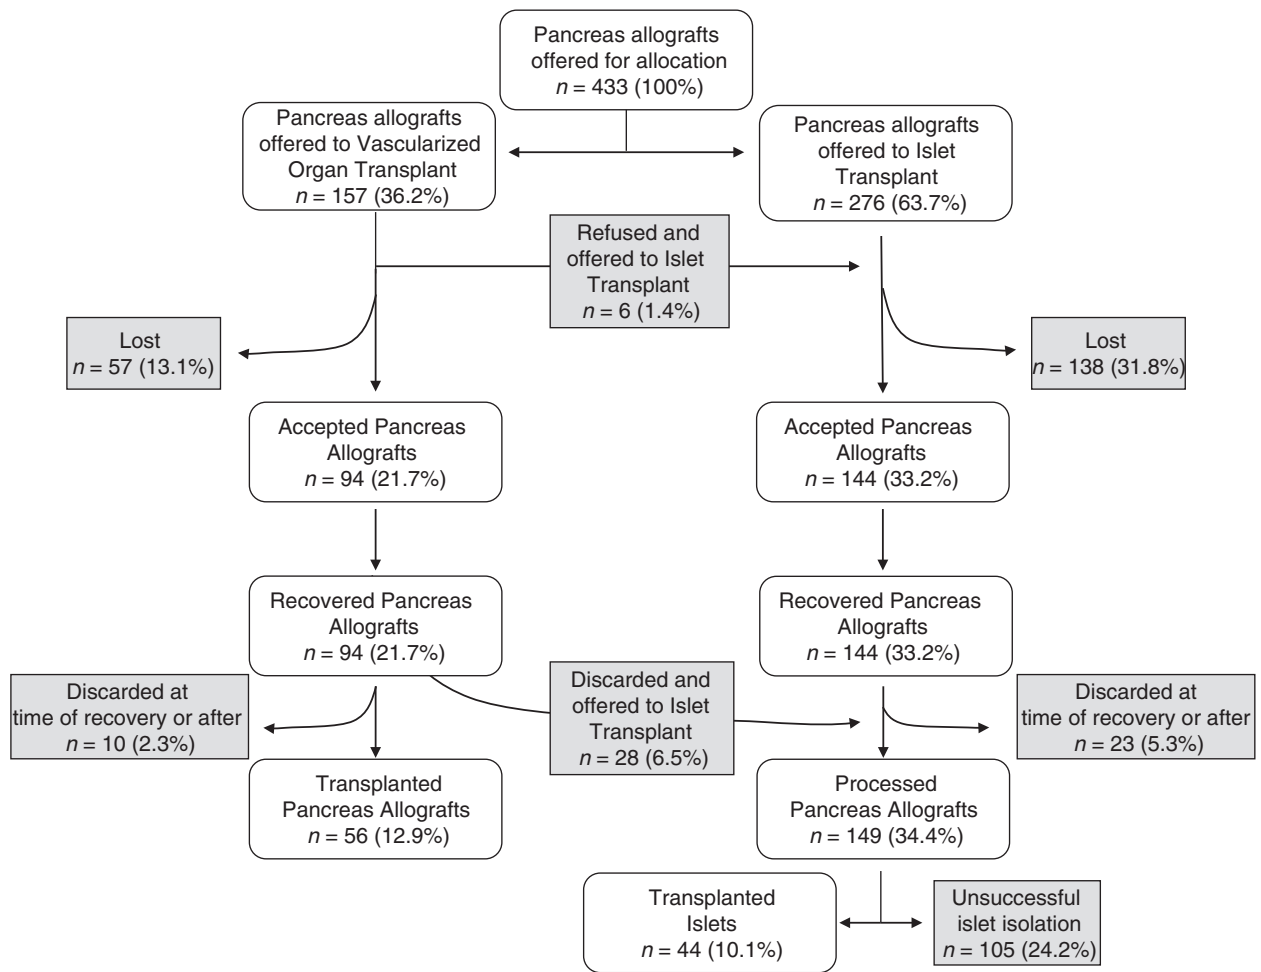 Pancreas allografts
offered for allocation
n = 433 (100%)
Pancreas allografts
offered to Vascularized
Organ Transplant
n = 157 (36.2%)
Pancreas allografts
offered to Islet
Transplant
n = 276 (63.7%)
Refused and
offered to Islet
Transplant
n = 6 (1.4%)
Lost
n = 57 (13.1%)
Lost
n = 138 (31.8%)
Accepted Pancreas
Allografts
n = 94 (21.7%)
Accepted Pancreas
Allografts
n = 144 (33.2%)
Recovered Pancreas
Allografts
n = 94 (21.7%)
Recovered Pancreas
Allografts
n = 144 (33.2%)
Discarded at
time of recovery or after
n = 10 (2.3%)
Discarded and
offered to Islet
Transplant
n = 28 (6.5%)
Discarded at
time of recovery or after
n = 23 (5.3%)
Transplanted
Pancreas Allografts
n = 56 (12.9%)
Processed
Pancreas Allografts
n = 149 (34.4%)
Transplanted
Islets
n = 44 (10.1%)
Unsuccessful
islet isolation
n = 105 (24.2%)